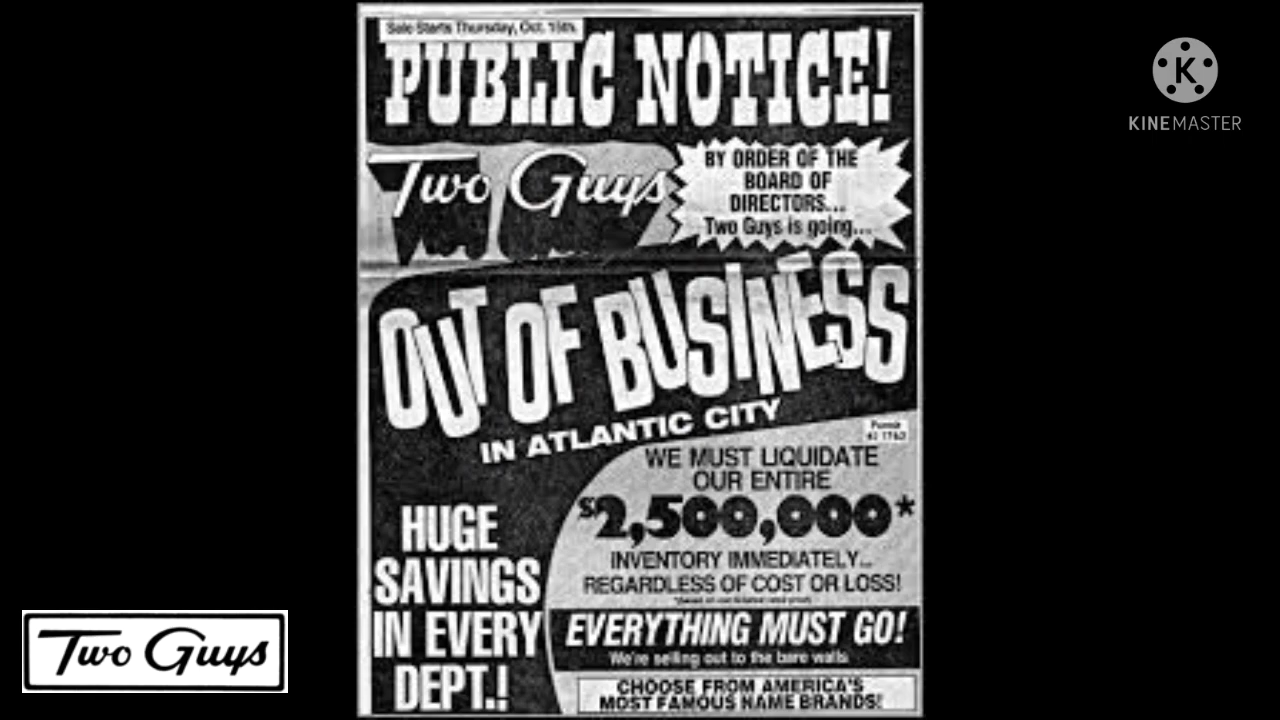 Sale Starts Thursday, Oct. 15th.
PUBLIC NOTICE!
Two Guys
BY ORDER OF THE
BOARD OF
DIRECTORS...
Two Guys is going...
OUT OF BUSINESS
IN ATLANTIC CITY
WE MUST LIQUIDATE
OUR ENTIRE
$2,500,000*
INVENTORY IMMEDIATELY...
REGARDLESS OF COST OR LOSS!
HUGE
SAVINGS
IN EVERY
DEPT.!
EVERYTHING MUST GO!
We're selling out to the bare walls
CHOOSE FROM AMERICA'S
MOST FAMOUS NAME BRANDS!
Two Guys
K
KINEMASTER